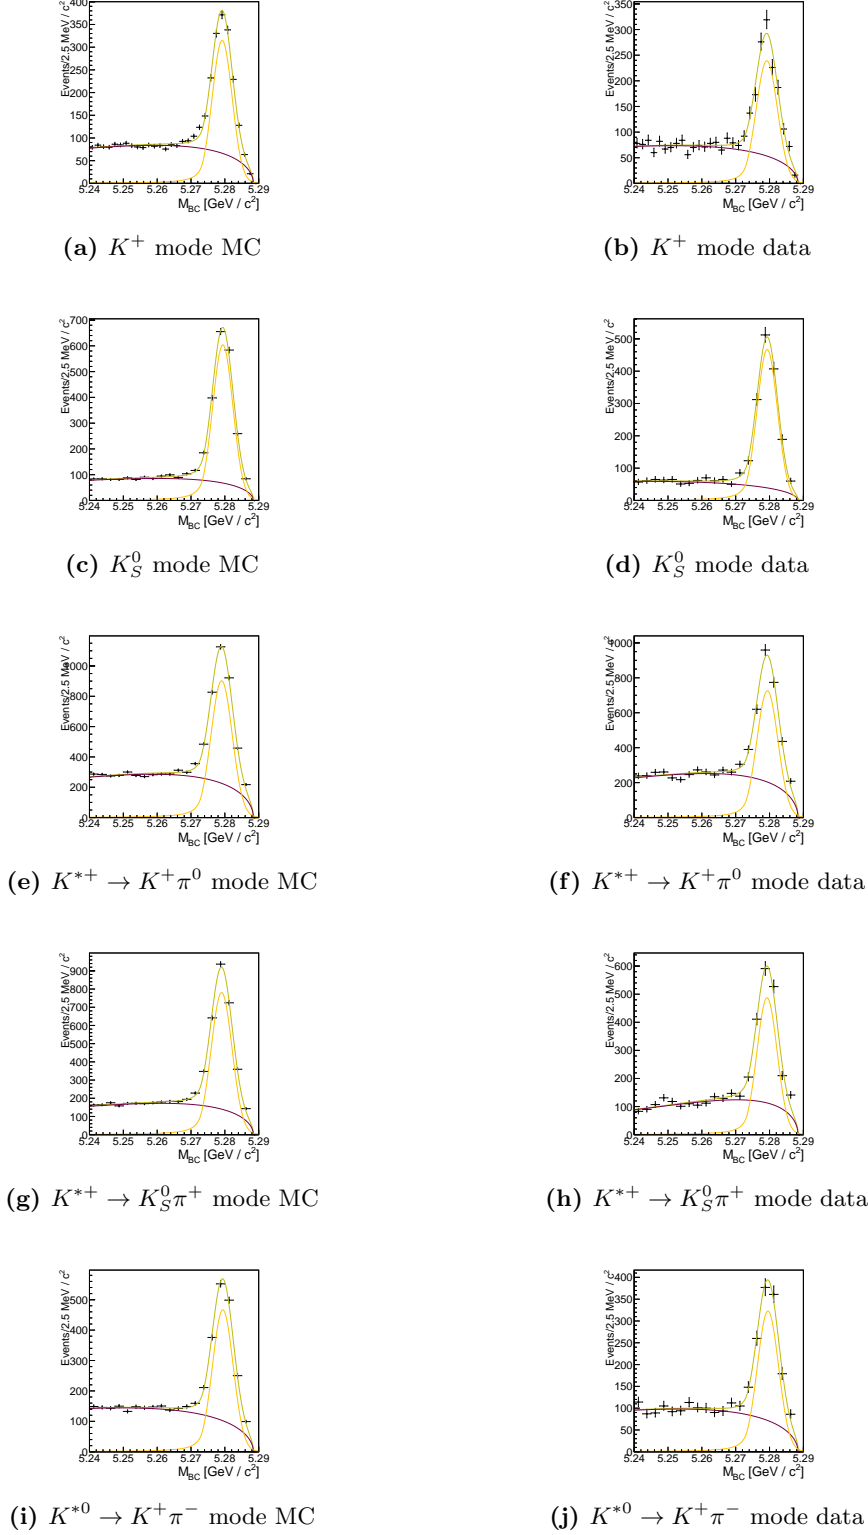 Events/2.5 MeV / c²
400
350
300
250
200
150
100
50
0
5.24 5.25 5.26 5.27 5.28 5.29
M_BC [GeV / c²]
(a) K⁺ mode MC
Events/2.5 MeV / c²
350
300
250
200
150
100
50
0
5.24 5.25 5.26 5.27 5.28 5.29
M_BC [GeV / c²]
(b) K⁺ mode data
Events/2.5 MeV / c²
700
600
500
400
300
200
100
0
5.24 5.25 5.26 5.27 5.28 5.29
M_BC [GeV / c²]
(c) K_S^0 mode MC
Events/2.5 MeV / c²
500
400
300
200
100
0
5.24 5.25 5.26 5.27 5.28 5.29
M_BC [GeV / c²]
(d) K_S^0 mode data
Events/2.5 MeV / c²
1000
800
600
400
200
0
5.24 5.25 5.26 5.27 5.28 5.29
M_BC [GeV / c²]
(e) K*⁺ → K⁺π⁰ mode MC
Events/2.5 MeV / c²
1000
800
600
400
200
0
5.24 5.25 5.26 5.27 5.28 5.29
M_BC [GeV / c²]
(f) K*⁺ → K⁺π⁰ mode data
Events/2.5 MeV / c²
900
800
700
600
500
400
300
200
100
0
5.24 5.25 5.26 5.27 5.28 5.29
M_BC [GeV / c²]
(g) K*⁺ → K_S^0π⁺ mode MC
Events/2.5 MeV / c²
600
500
400
300
200
100
0
5.24 5.25 5.26 5.27 5.28 5.29
M_BC [GeV / c²]
(h) K*⁺ → K_S^0π⁺ mode data
Events/2.5 MeV / c²
500
400
300
200
100
0
5.24 5.25 5.26 5.27 5.28 5.29
M_BC [GeV / c²]
(i) K*⁰ → K⁺π⁻ mode MC
Events/2.5 MeV / c²
400
350
300
250
200
150
100
50
0
5.24 5.25 5.26 5.27 5.28 5.29
M_BC [GeV / c²]
(j) K*⁰ → K⁺π⁻ mode data